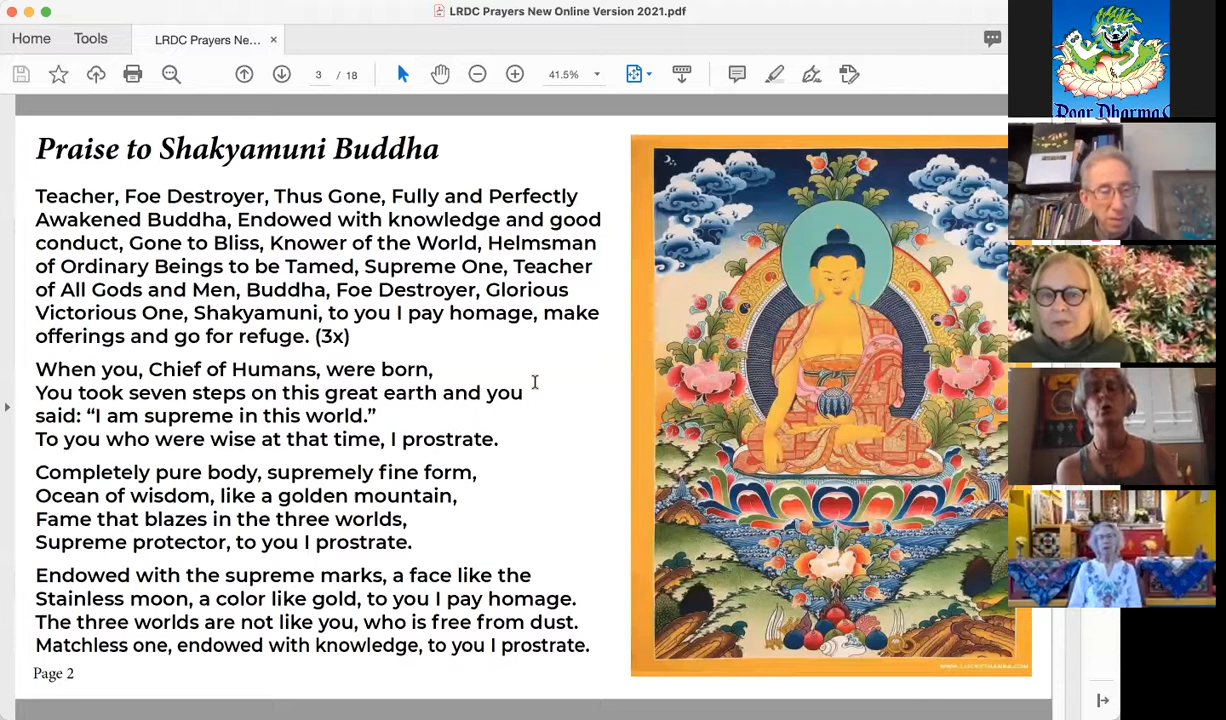 LRDC Prayers New Online Version 2021.pdf
Home
Tools
LRDC Prayers Ne... ×
3 / 18
41.5%
Praise to Shakyamuni Buddha
Teacher, Foe Destroyer, Thus Gone, Fully and Perfectly
Awakened Buddha, Endowed with knowledge and good
conduct, Gone to Bliss, Knower of the World, Helmsman
of Ordinary Beings to be Tamed, Supreme One, Teacher
of All Gods and Men, Buddha, Foe Destroyer, Glorious
Victorious One, Shakyamuni, to you I pay homage, make
offerings and go for refuge. (3x)
When you, Chief of Humans, were born,
You took seven steps on this great earth and you
said: “I am supreme in this world.”
To you who were wise at that time, I prostrate.
Completely pure body, supremely fine form,
Ocean of wisdom, like a golden mountain,
Fame that blazes in the three worlds,
Supreme protector, to you I prostrate.
Endowed with the supreme marks, a face like the
Stainless moon, a color like gold, to you I pay homage.
The three worlds are not like you, who is free from dust.
Matchless one, endowed with knowledge, to you I prostrate.
Page 2
Roar Dharma